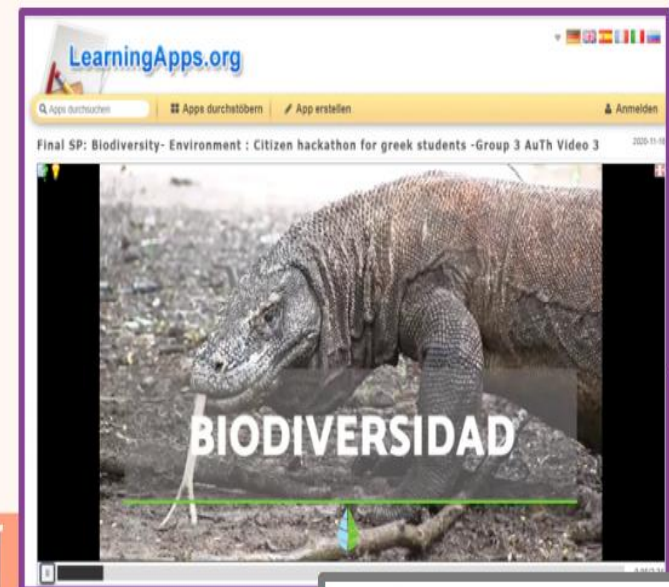 LearningApps.org
Apps durchsuchen
Apps durchstöbern
App erstellen
Anmelden
Final SP: Biodiversity- Environment : Citizen hackathon for greek students -Group 3 AuTh Video 3
BIODIVERSIDAD